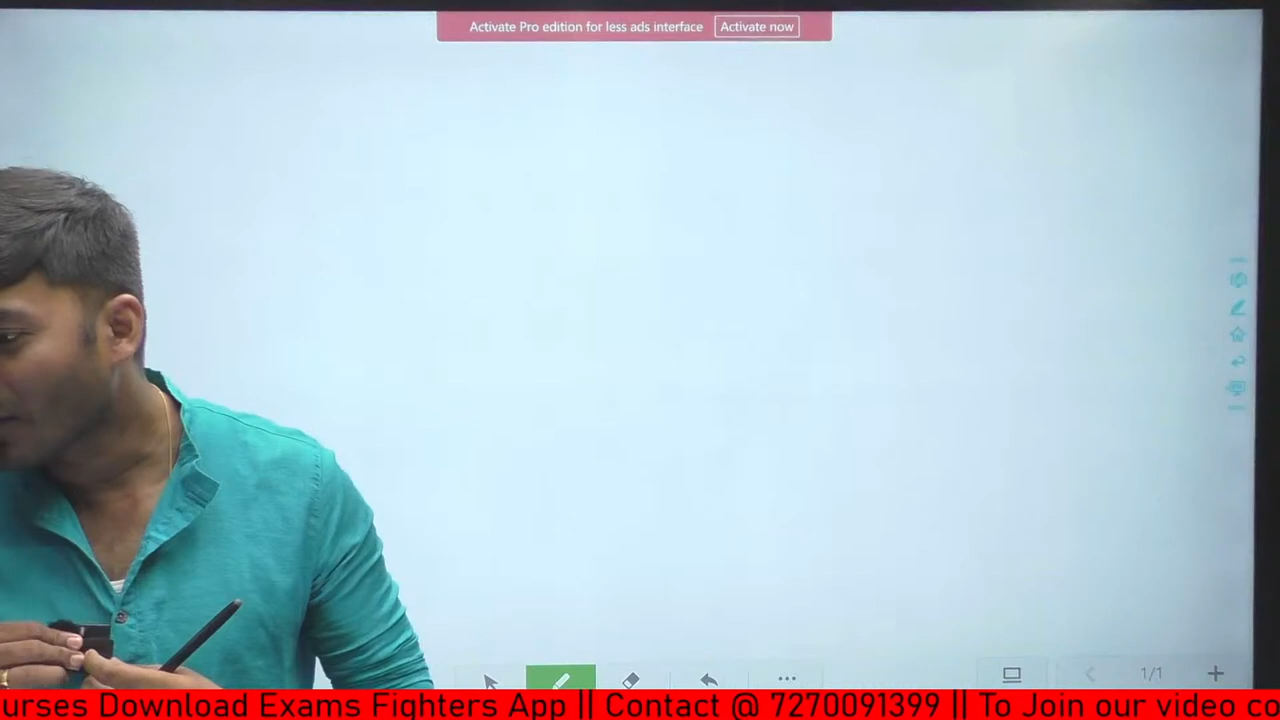 Activate Pro edition for less ads interface Activate now
1/1
urses Download Exams Fighters App || Contact @ 7270091399 || To Join our video co